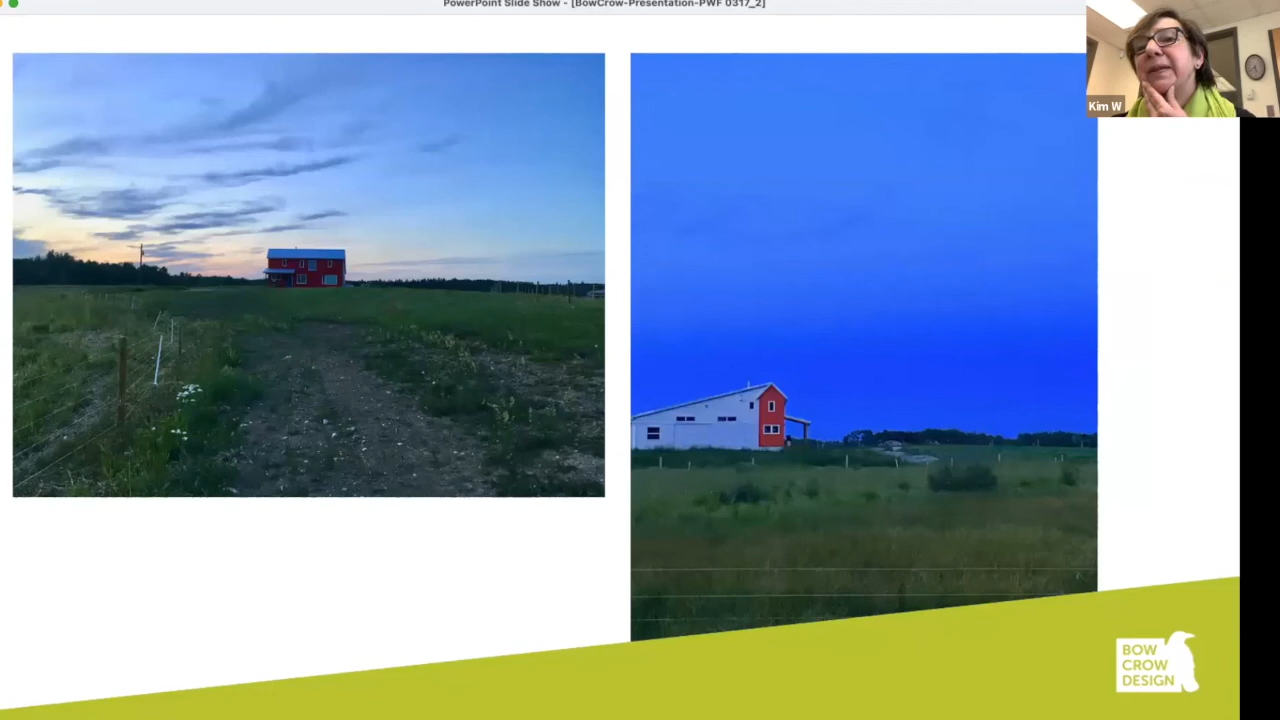 PowerPoint Slide Show - [BowCrow-Presentation-PWF 0317_2]
Kim W
BOW
CROW
DESIGN